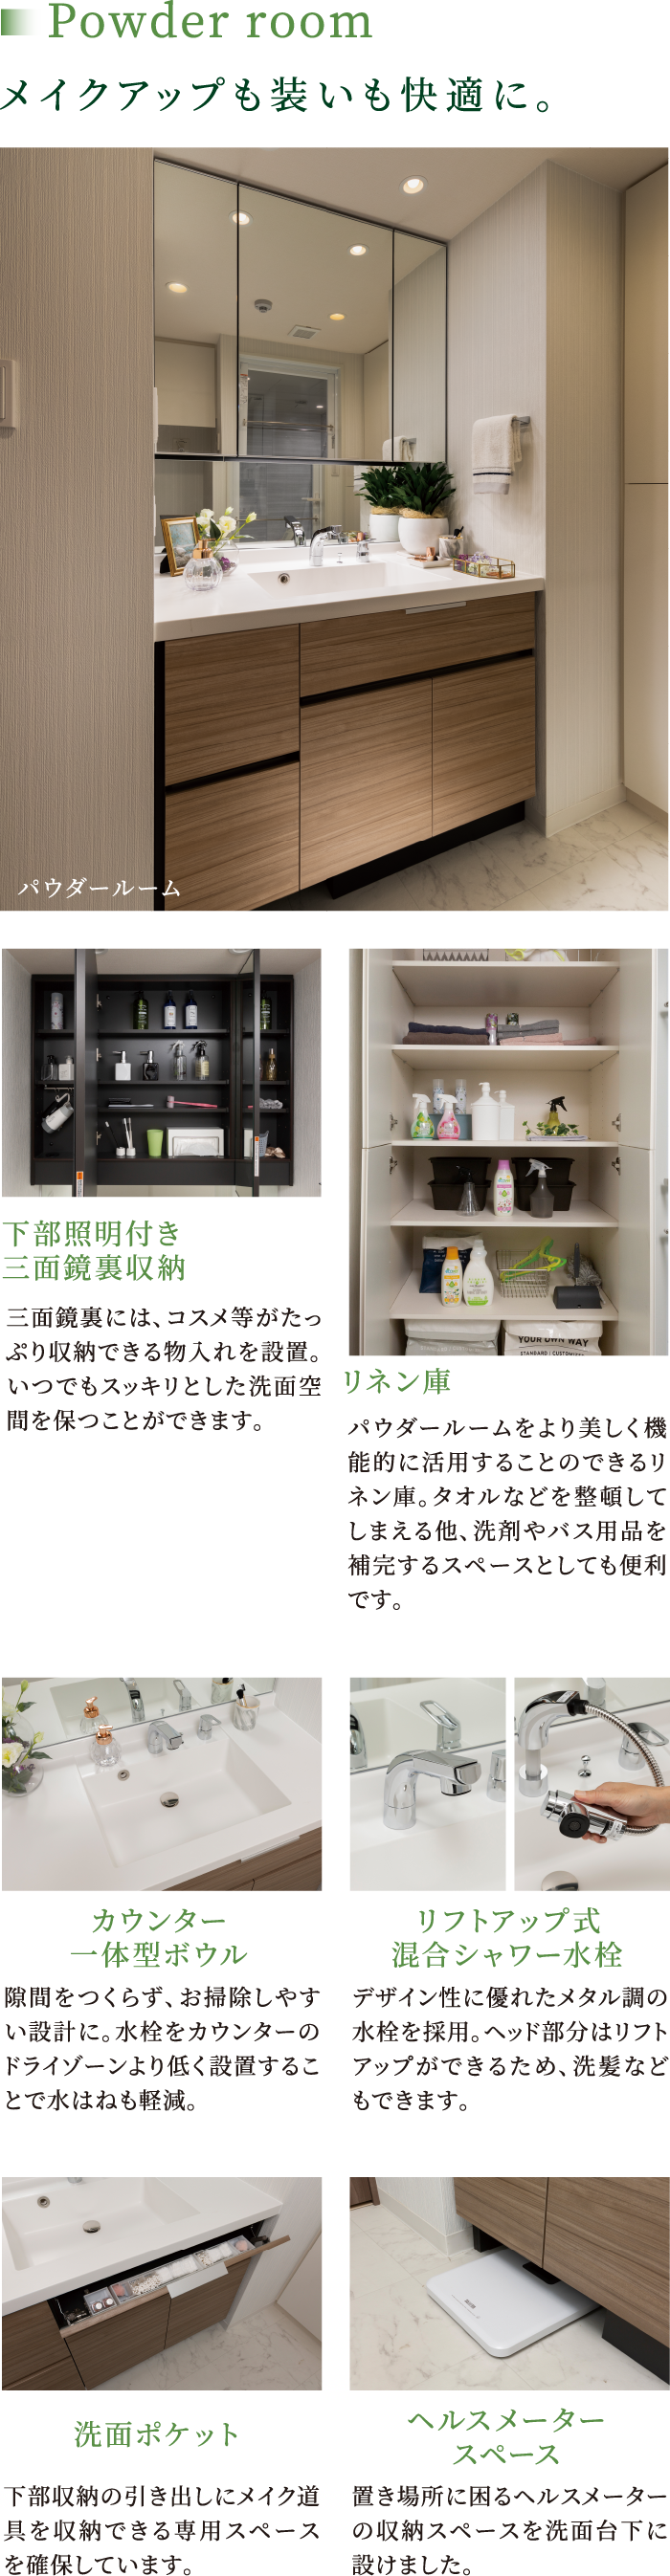 Powder room
メイクアップも装いも快適に。
パウダールーム
下部照明付き
三面鏡裏収納
三面鏡裏には、コスメ等がたっ
ぷり収納できる物入れを設置。
いつでもスッキリとした洗面空
間を保つことができます。
YOUR OWN WAY
STANDARD | CUSTOMIZED
リネン庫
パウダールームをより美しく機
能的に活用することのできるリ
ネン庫。タオルなどを整頓して
しまえる他、洗剤やバス用品を
補完するスペースとしても便利
です。
カウンター
一体型ボウル
隙間をつくらず、お掃除しやす
い設計に。水栓をカウンターの
ドライゾーンより低く設置するこ
とで水はねも軽減。
リフトアップ式
混合シャワー水栓
デザイン性に優れたメタル調の
水栓を採用。ヘッド部分はリフト
アップができるため、洗髪など
もできます。
洗面ポケット
下部収納の引き出しにメイク道
具を収納できる専用スペース
を確保しています。
ヘルスメーター
スペース
置き場所に困るヘルスメーター
の収納スペースを洗面台下に
設けました。